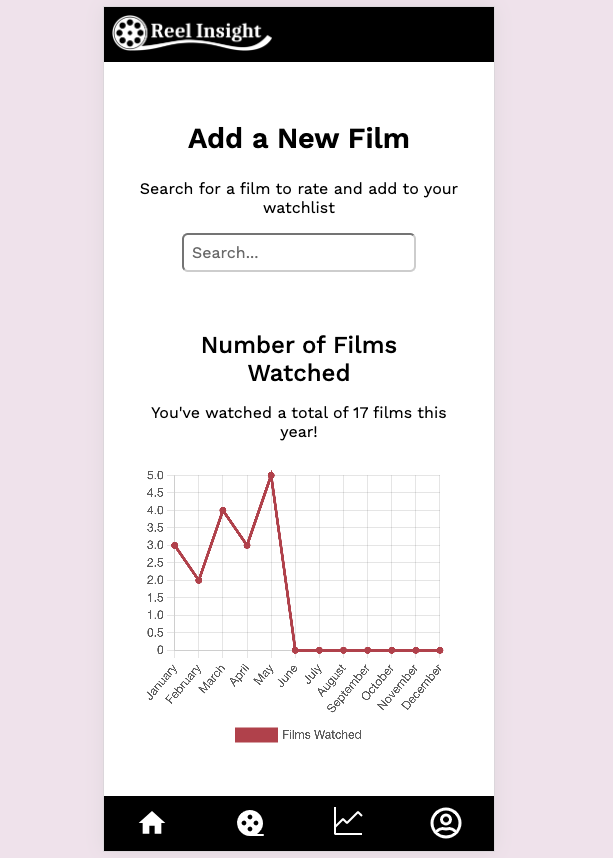 Reel Insight
Add a New Film
Search for a film to rate and add to your
watchlist
Search...
Number of Films
Watched
You've watched a total of 17 films this
year!
5.0
4.5
4.0
3.5
3.0
2.5
2.0
1.5
1.0
0.5
0
January
February
March
April
May
June
July
August
September
October
November
December
Films Watched